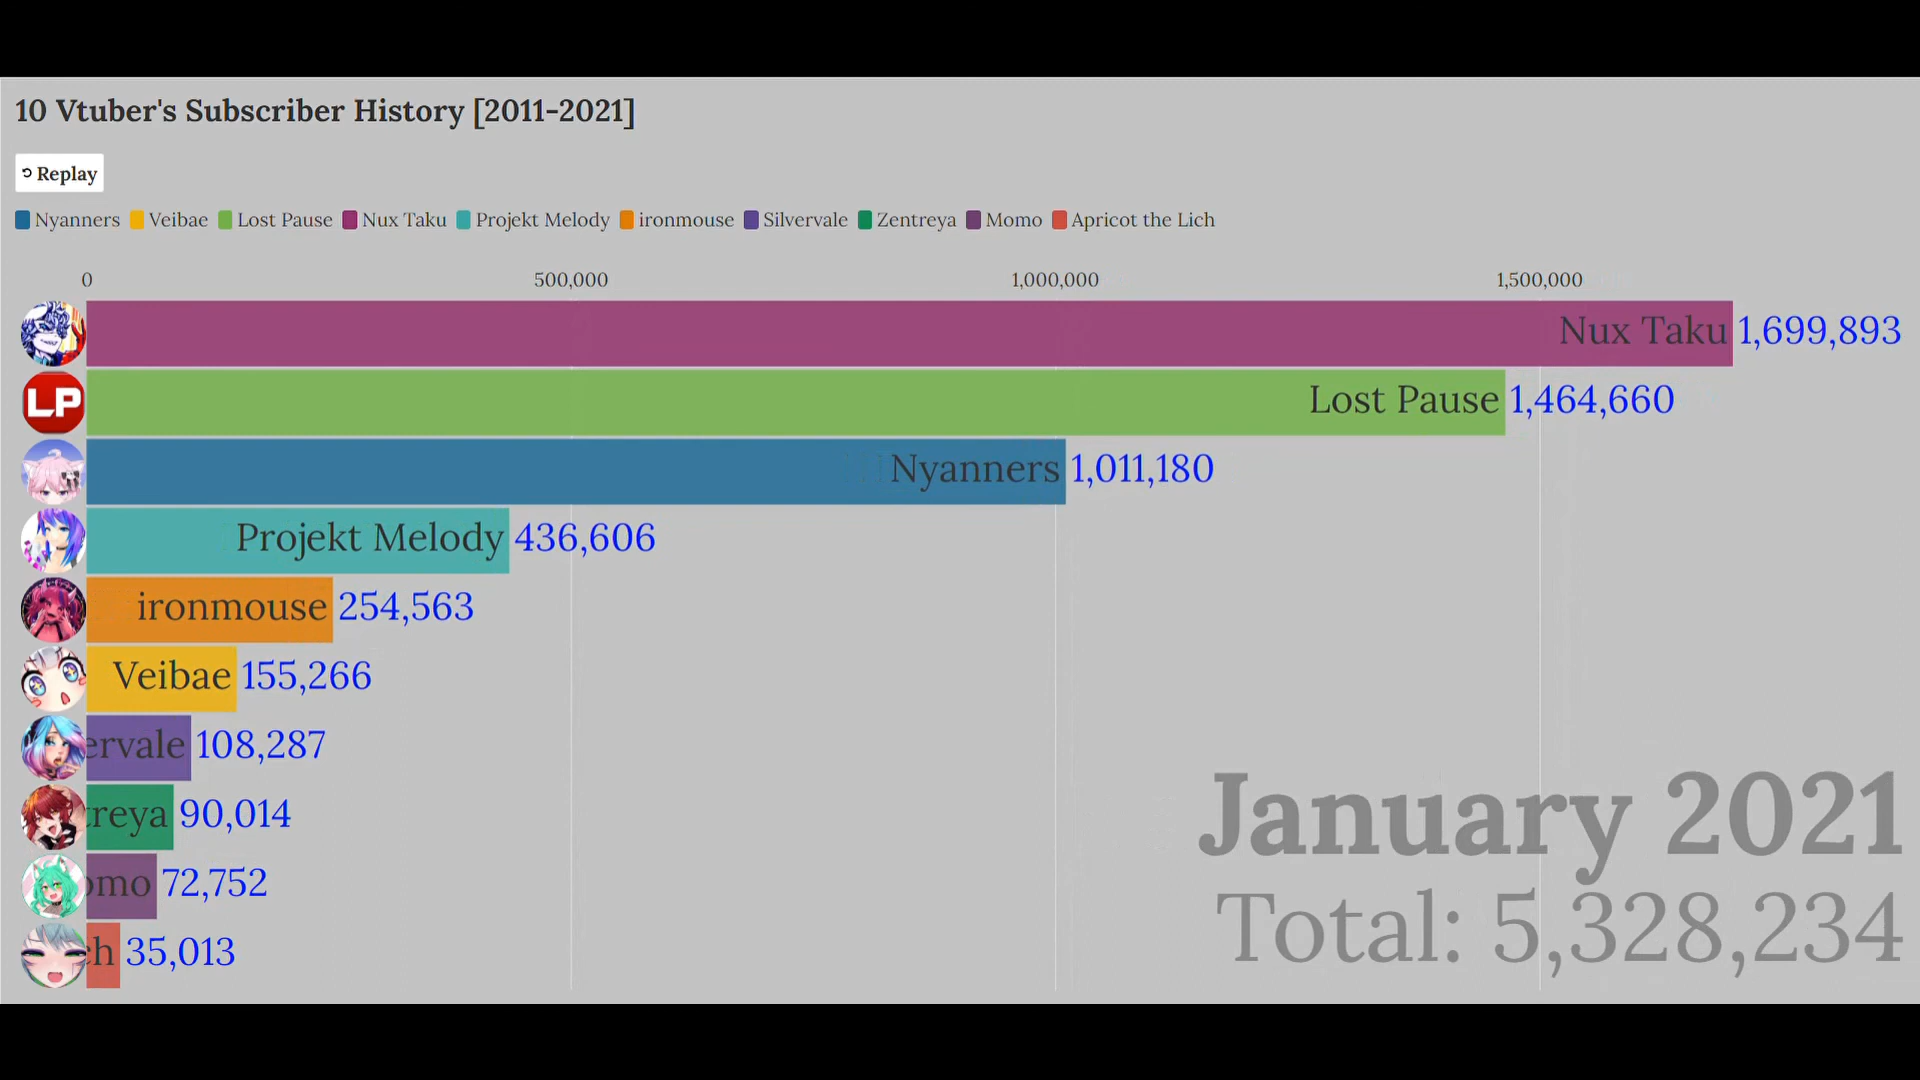 10 Vtuber's Subscriber History [2011-2021]
Replay
Nyanners Veibae Lost Pause Nux Taku Projekt Melody ironmouse Silvervale Zentreya Momo Apricot the Lich
0 500,000 1,000,000 1,500,000
Nux Taku 1,699,893
LP Lost Pause 1,464,660
Nyanners 1,011,180
Projekt Melody 436,606
ironmouse 254,563
Veibae 155,266
ervale 108,287
treya 90,014
omo 72,752
ch 35,013
January 2021
Total: 5,328,234